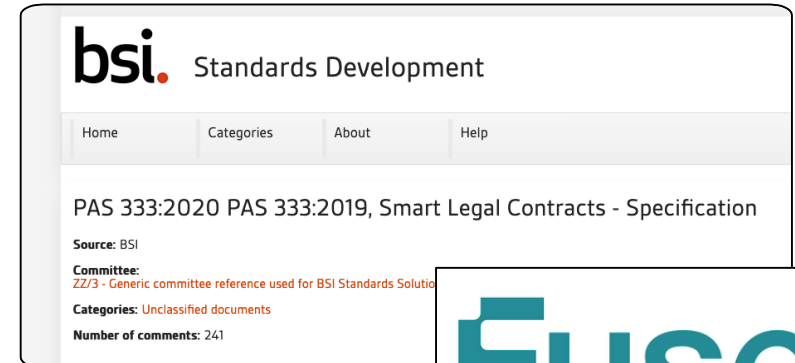 bsi. Standards Development
Home Categories About Help
PAS 333:2020 PAS 333:2019, Smart Legal Contracts - Specification
Source: BSI
Committee:
ZZ/3 - Generic committee reference used for BSI Standards Solutio
Categories: Unclassified documents
Number of comments: 241